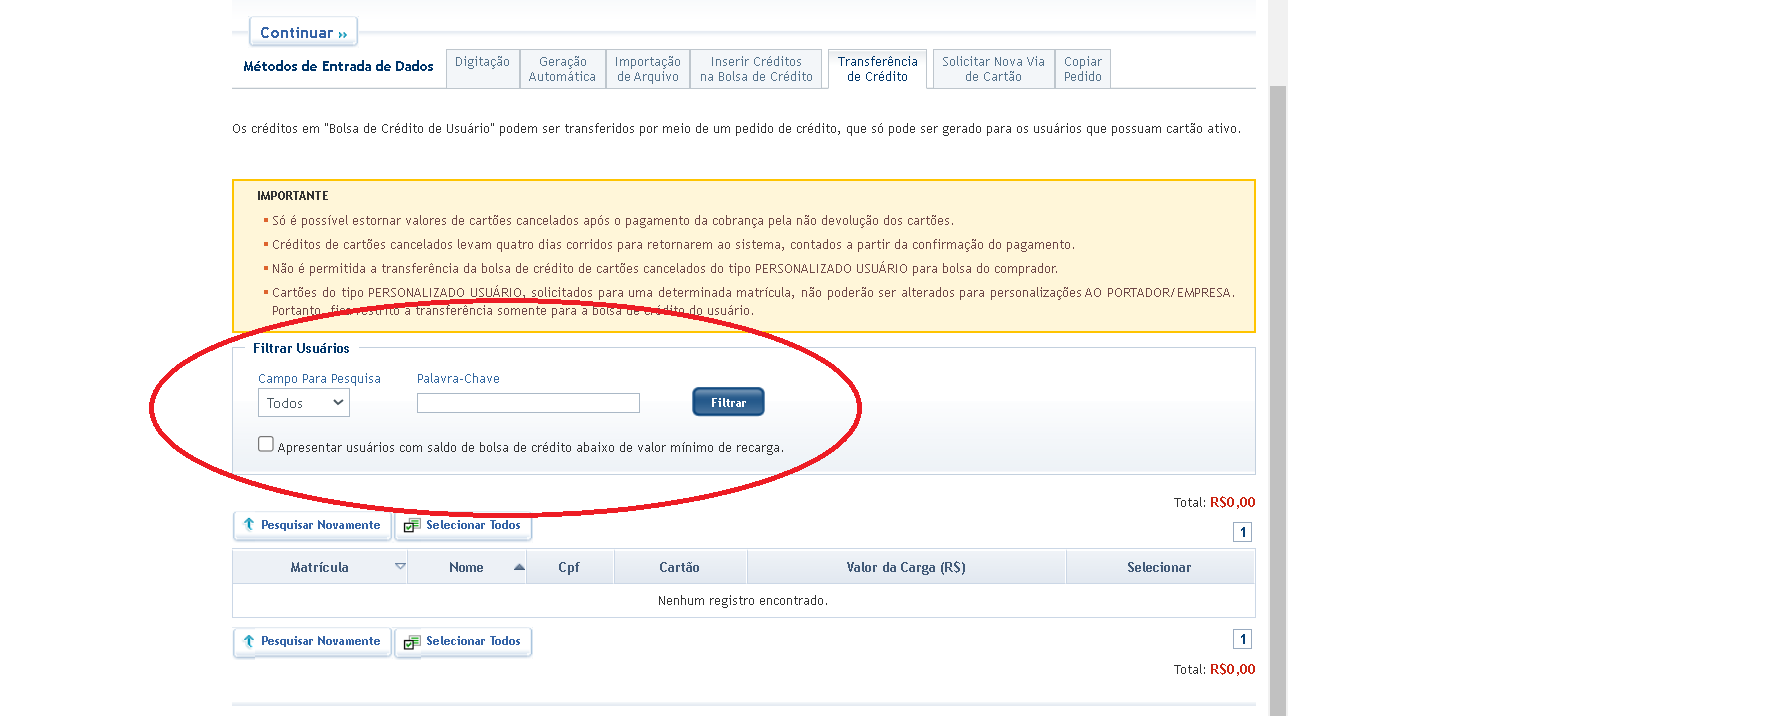 Continuar »
Métodos de Entrada de Dados
Digitação
Geração
Automática
Importação
de Arquivo
Inserir Créditos
na Bolsa de Crédito
Transferência
de Crédito
Solicitar Nova Via
de Cartão
Copiar
Pedido
Os créditos em "Bolsa de Crédito de Usuário" podem ser transferidos por meio de um pedido de crédito, que só pode ser gerado para os usuários que possuam cartão ativo.
IMPORTANTE
Só é possível estornar valores de cartões cancelados após o pagamento da cobrança pela não devolução dos cartões.
Créditos de cartões cancelados levam quatro dias corridos para retornarem ao sistema, contados a partir da confirmação do pagamento.
Não é permitida a transferência da bolsa de crédito de cartões cancelados do tipo PERSONALIZADO USUÁRIO para bolsa do comprador.
Cartões do tipo PERSONALIZADO USUÁRIO, solicitados para uma determinada matrícula, não poderão ser alterados para personalizações AO PORTADOR/EMPRESA.
Portanto, fica restrito a transferência somente para a bolsa de crédito do usuário.
Filtrar Usuários
Campo Para Pesquisa Palavra-Chave
Todos Filtrar
Apresentar usuários com saldo de bolsa de crédito abaixo de valor mínimo de recarga.
Total: R$0,00
Pesquisar Novamente Selecionar Todos 1
Matrícula Nome Cpf Cartão Valor da Carga (R$) Selecionar
Nenhum registro encontrado.
Pesquisar Novamente Selecionar Todos 1
Total: R$0,00